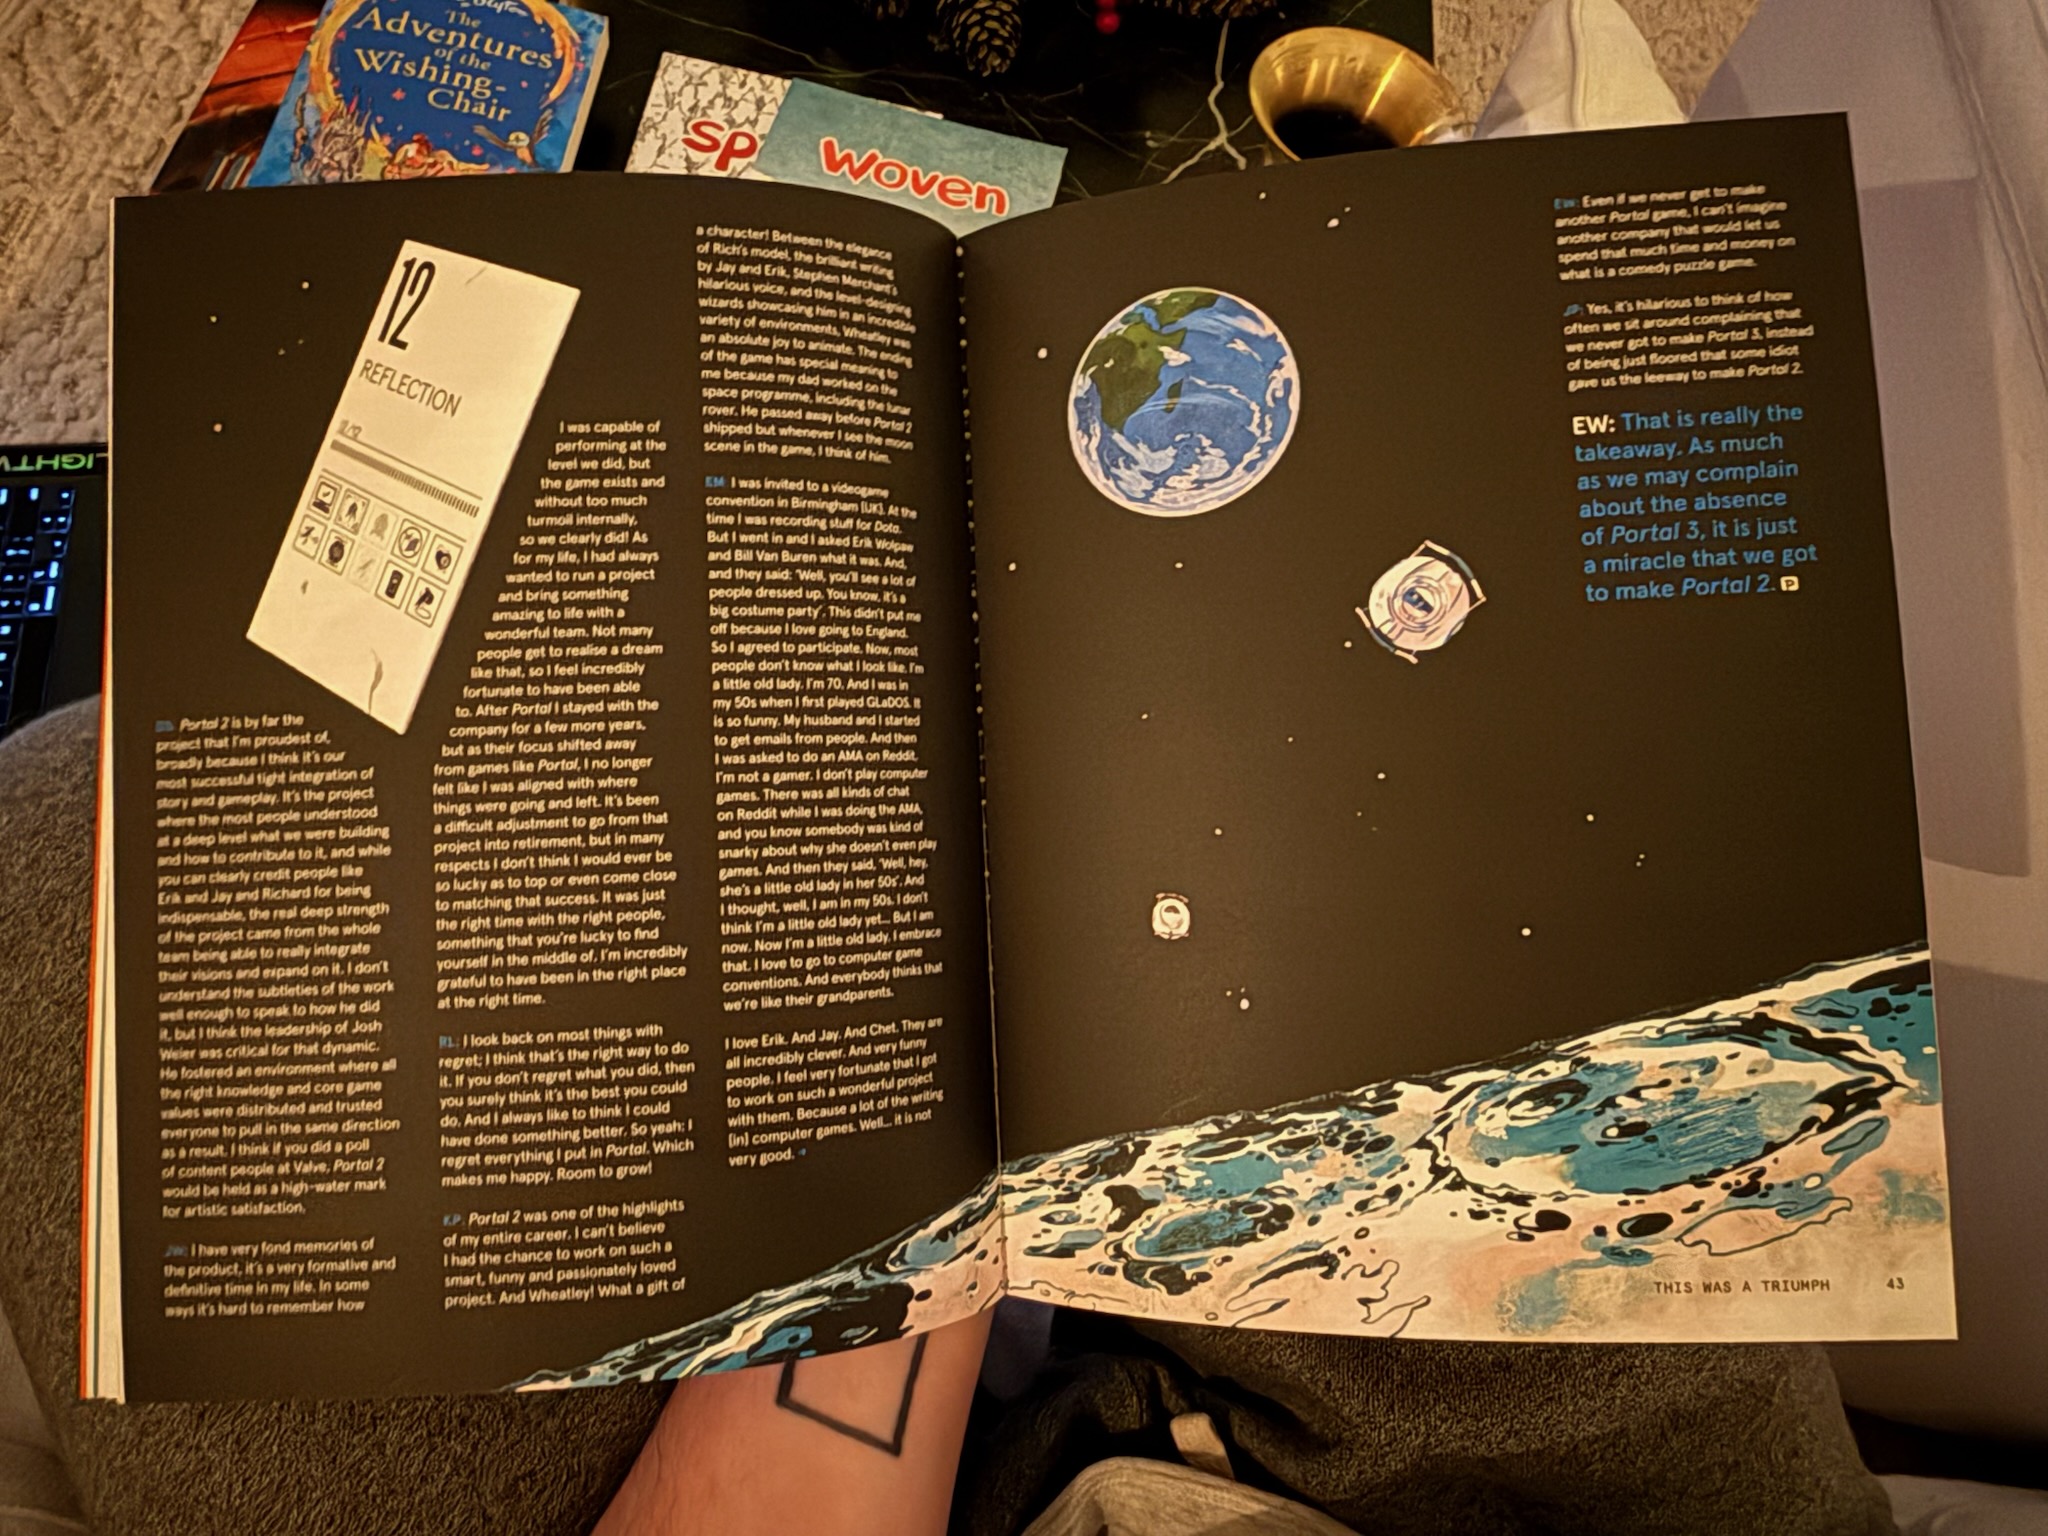 The
Adventures
of the
Wishing-
Chair
SP
Woven
LIGHT
12
REFLECTION
12/12
Portal 2 is by far the
project that I'm proudest of,
broadly because I think it's our
most successful tight integration of
story and gameplay. It's the project
where the most people understood
at a deep level what we were building
and how to contribute to it, and while
you can clearly credit people like
Erik and Jay and Richard for being
indispensable, the real deep strength
of the project came from the whole
team being able to really integrate
their visions and expand on it. I don't
understand the subtleties of the work
well enough to speak to how he did
it, but I think the leadership of Josh
Weier was critical for that dynamic.
He fostered an environment where all
the right knowledge and core game
values were distributed and trusted
everyone to pull in the same direction
as a result. I think if you did a poll
of content people at Valve, Portal 2
would be held as a high-water mark
for artistic satisfaction.
JW: I have very fond memories of
the product, it's a very formative and
definitive time in my life. In some
ways it's hard to remember how
I was capable of
performing at the
level we did, but
the game exists and
without too much
turmoil internally,
so we clearly did! As
for my life, I had always
wanted to run a project
and bring something
amazing to life with a
wonderful team. Not many
people get to realise a dream
like that, so I feel incredibly
fortunate to have been able
to. After Portal I stayed with the
company for a few more years,
but as their focus shifted away
from games like Portal, I no longer
felt like I was aligned with where
things were going and left. It's been
a difficult adjustment to go from that
project into retirement, but in many
respects I don't think I would ever be
so lucky as to top or even come close
to matching that success. It was just
the right time with the right people,
something that you're lucky to find
yourself in the middle of. I'm incredibly
grateful to have been in the right place
at the right time.
RL: I look back on most things with
regret; I think that's the right way to do
it. If you don't regret what you did, then
you surely think it's the best you could
do. And I always like to think I could
have done something better. So yeah: I
regret everything I put in Portal. Which
makes me happy. Room to grow!
KP: Portal 2 was one of the highlights
of my entire career. I can't believe
I had the chance to work on such a
smart, funny and passionately loved
project. And Wheatley! What a gift of
a character! Between the elegance
of Rich's model, the brilliant writing
by Jay and Erik, Stephen Merchant's
hilarious voice, and the level-designing
wizards showcasing him in an incredible
variety of environments, Wheatley was
an absolute joy to animate. The ending
of the game has special meaning to
me because my dad worked on the
space programme, including the lunar
rover. He passed away before Portal 2
shipped but whenever I see the moon
scene in the game, I think of him.
EM: I was invited to a videogame
convention in Birmingham [UK]. At the
time I was recording stuff for Dota.
But I went in and I asked Erik Wolpaw
and Bill Van Buren what it was. And,
and they said: 'Well, you'll see a lot of
people dressed up. You know, it's a
big costume party'. This didn't put me
off because I love going to England.
So I agreed to participate. Now, most
people don't know what I look like. I'm
a little old lady. I'm 70. And I was in
my 50s when I first played GLaDOS. It
is so funny. My husband and I started
to get emails from people. And then
I was asked to do an AMA on Reddit.
I'm not a gamer. I don't play computer
games. There was all kinds of chat
on Reddit while I was doing the AMA,
and you know somebody was kind of
snarky about why she doesn't even play
games. And then they said, 'Well, hey,
she's a little old lady in her 50s'. And
I thought, well, I am in my 50s. I don't
think I'm a little old lady yet... But I am
now. Now I'm a little old lady. I embrace
that. I love to go to computer game
conventions. And everybody thinks that
we're like their grandparents.
I love Erik. And Jay. And Chet. They are
all incredibly clever. And very funny
people. I feel very fortunate that I got
to work on such a wonderful project
with them. Because a lot of the writing
[in] computer games. Well... it is not
very good.
EW: Even if we never get to make
another Portal game, I can't imagine
another company that would let us
spend that much time and money on
what is a comedy puzzle game.
JP: Yes, it's hilarious to think of how
often we sit around complaining that
we never got to make Portal 3, instead
of being just floored that some idiot
gave us the leeway to make Portal 2.
EW: That is really the
takeaway. As much
as we may complain
about the absence
of Portal 3, it is just
a miracle that we got
to make Portal 2.
THIS WAS A TRIUMPH 43